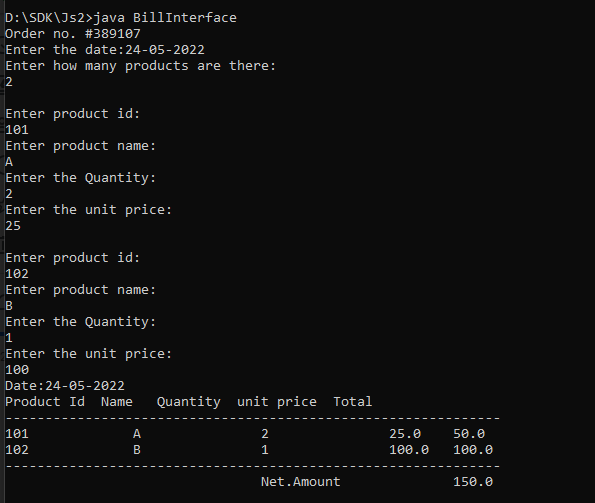 D:\SDK\Js2>java BillInterface
Order no. #389107
Enter the date:24-05-2022
Enter how many products are there:
2
Enter product id:
101
Enter product name:
A
Enter the Quantity:
2
Enter the unit price:
25
Enter product id:
102
Enter product name:
B
Enter the Quantity:
1
Enter the unit price:
100
Date:24-05-2022
Product Id  Name   Quantity  unit price  Total
--------------------------------------------------------------
101             A               2               25.0    50.0
102             B               1               100.0   100.0
--------------------------------------------------------------
                                Net.Amount              150.0